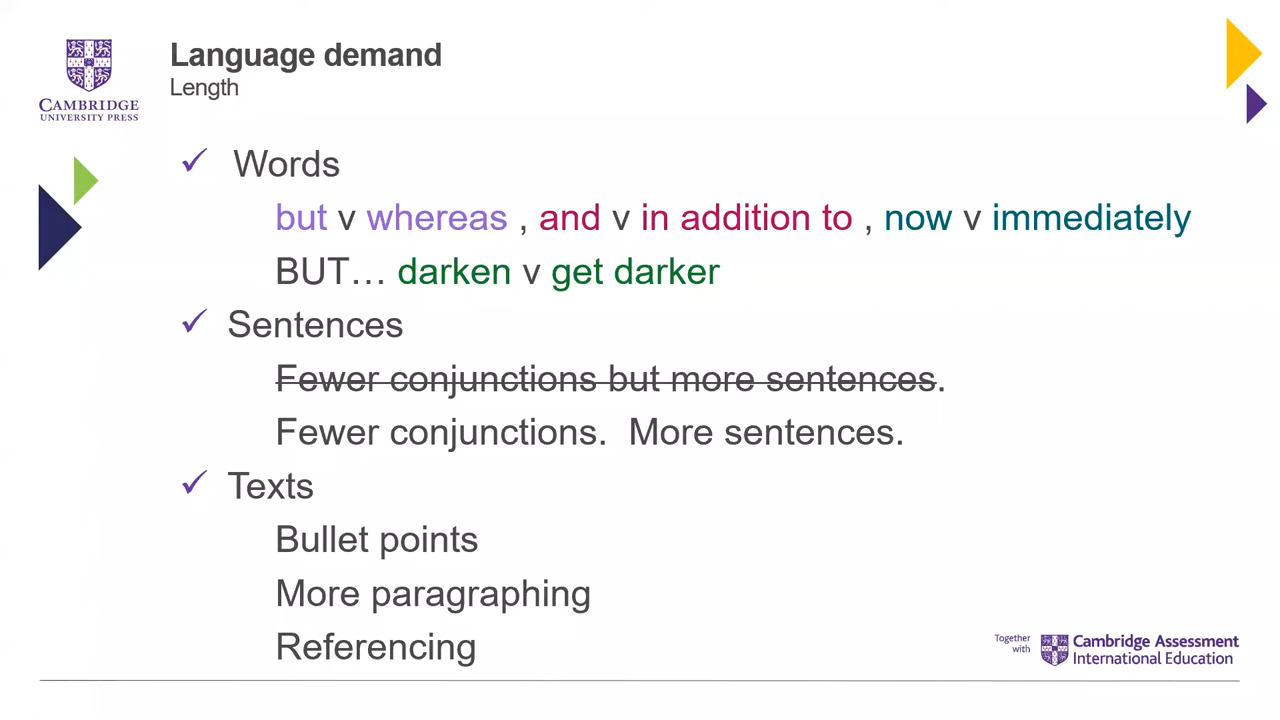 Language demand
Length
CAMBRIDGE
UNIVERSITY PRESS
✓ Words
but v whereas , and v in addition to , now v immediately
BUT… darken v get darker
✓ Sentences
Fewer conjunctions but more sentences.
Fewer conjunctions. More sentences.
✓ Texts
Bullet points
More paragraphing
Referencing
Together
with
Cambridge Assessment
International Education